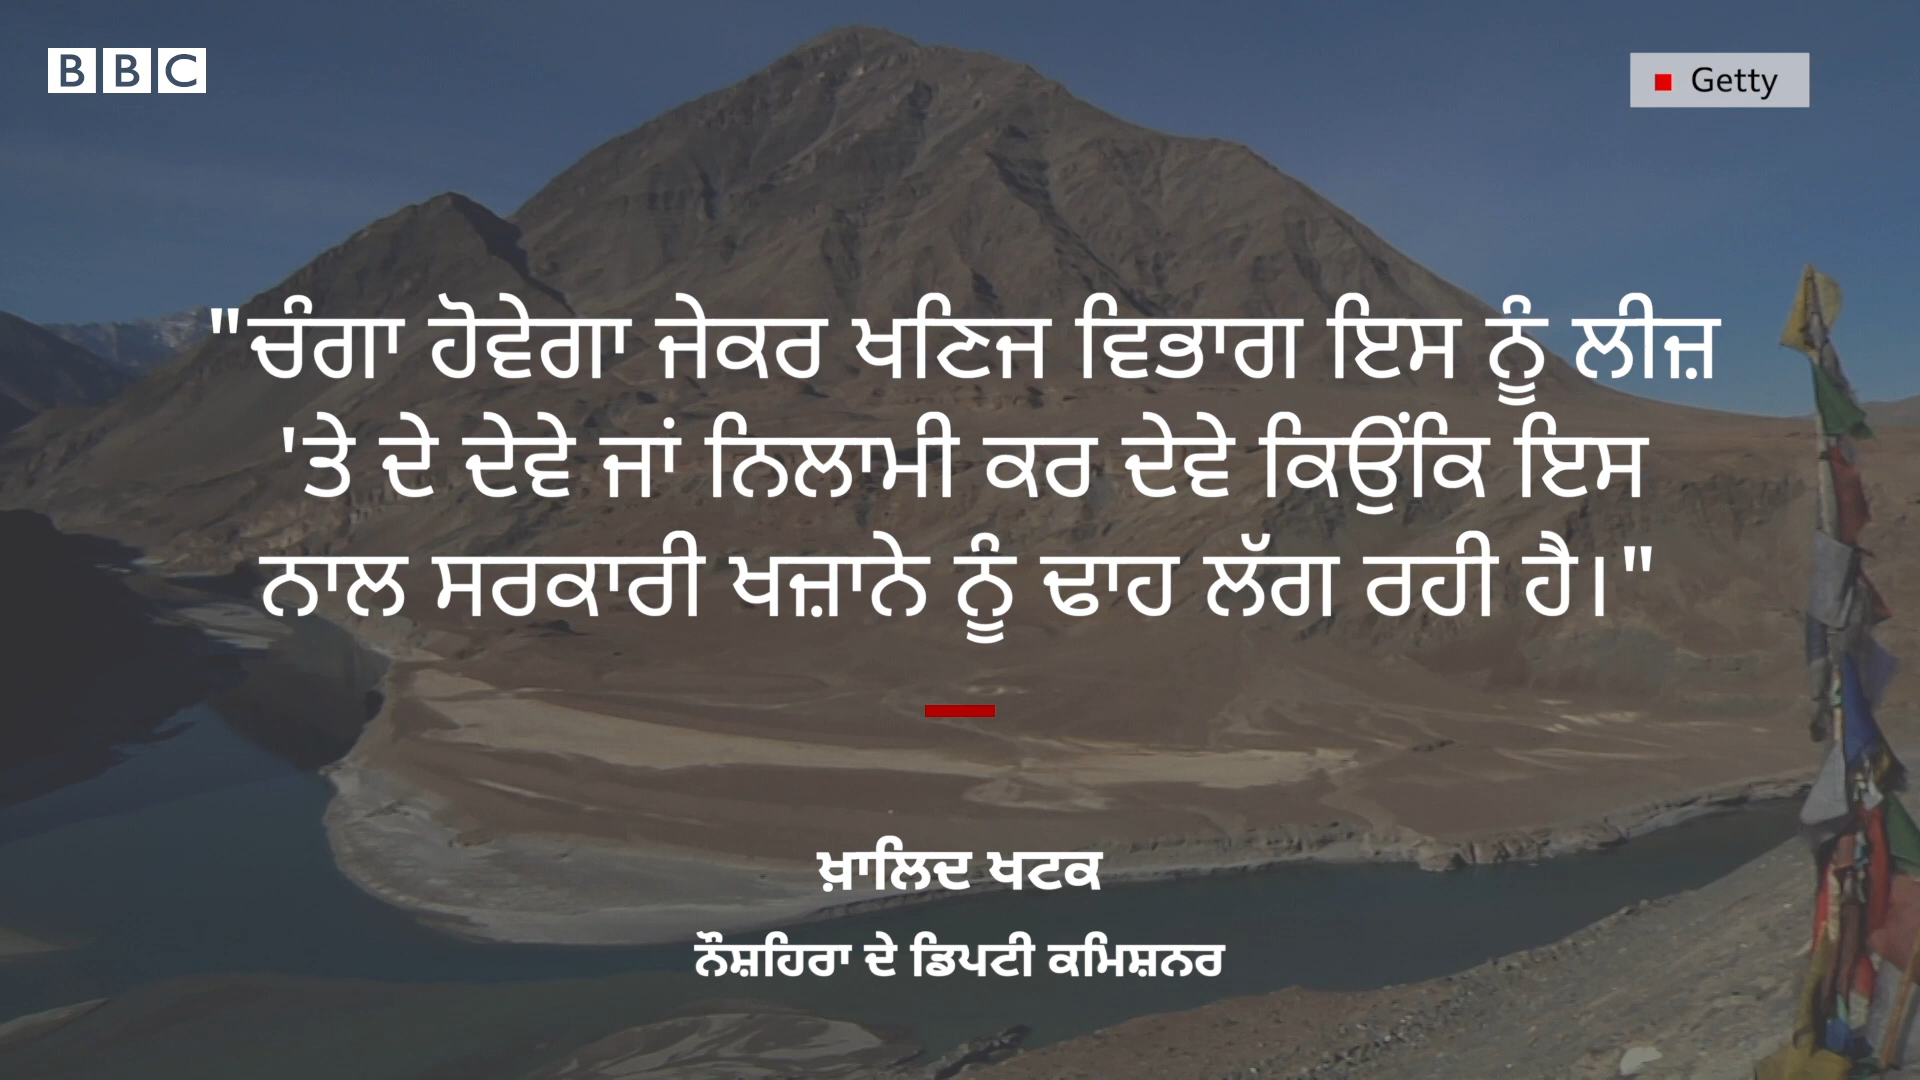 BBC
Getty
"ਚੰਗਾ ਹੋਵੇਗਾ ਜੇਕਰ ਖਣਿਜ ਵਿਭਾਗ ਇਸ ਨੂੰ ਲੀਜ਼
'ਤੇ ਦੇ ਦੇਵੇ ਜਾਂ ਨਿਲਾਮੀ ਕਰ ਦੇਵੇ ਕਿਉਂਕਿ ਇਸ
ਨਾਲ ਸਰਕਾਰੀ ਖਜ਼ਾਨੇ ਨੂੰ ਢਾਹ ਲੱਗ ਰਹੀ ਹੈ।"
ਖ਼ਾਲਿਦ ਖਟਕ
ਨੌਸ਼ਹਿਰਾ ਦੇ ਡਿਪਟੀ ਕਮਿਸ਼ਨਰ